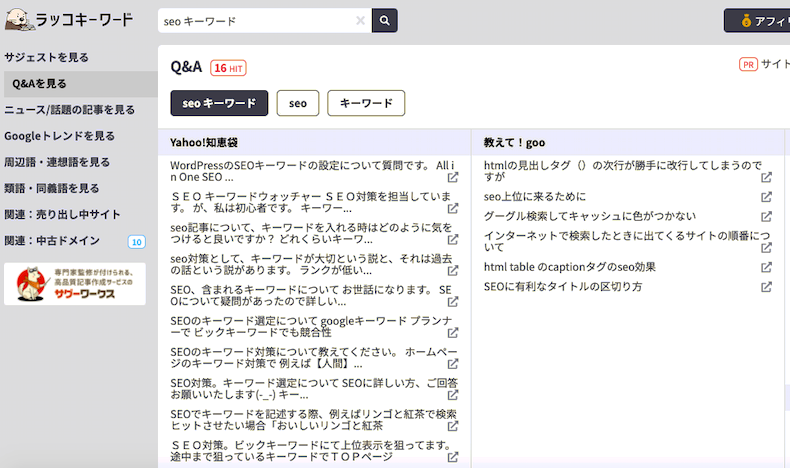 ラッコキーワード
seo キーワード
アフィリ
サジェストを見る
Q&Aを見る
ニュース/話題の記事を見る
Googleトレンドを見る
周辺語・連想語を見る
類語・同義語を見る
関連：売り出し中サイト
関連：中古ドメイン
10
専門家監修が付けられる、
高品質記事作成サービスの
サグーワークス
Q&A
16 HIT
PR
サイト
seo キーワード
seo
キーワード
Yahoo!知恵袋
WordPressのSEOキーワードの設定について質問です。 All i
n One SEO ...
ＳＥＯ キーワードウォッチャー ＳＥＯ対策を担当していま
す。 が、私は初心者です。 キーワー...
seo記事について、キーワードを入れる時はどのように気を
つけると良いですか？ どれくらいキーワ...
seo対策として、キーワードが大切という説と、それは過去
の話という説があります。 ランクが低い...
SEO、含まれるキーワードについて お世話になります。 SE
Oについて疑問があったので詳しい...
SEOのキーワード選定について googleキーワード プランナ
ーで ビックキーワードでも競合性
SEOのキーワード対策について教えてください。 ホームペー
ジのキーワード対策で 例えば【人間】...
SEO対策。キーワード選定について SEOに詳しい方、ご回答
お願いいたします(-_-) キー...
SEOでキーワードを記述する際、例えばリンゴと紅茶で検索
ヒットさせたい場合「おいしいリンゴと紅茶
ＳＥＯ対策。ビックキーワードにて上位表示を狙ってます。
途中まで狙っているキーワードでＴＯＰページ
教えて！goo
htmlの見出しタグ（）の次行が勝手に改行してしまうので
すが
seo上位に来るために
グーグル検索してキャッシュに色がつかない
インターネットで検索したときに出てくるサイトの順番につ
いて
html table のcaptionタグのseo効果
SEOに有利なタイトルの区切り方